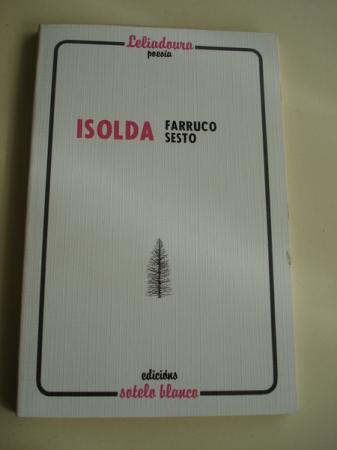 Leliadoura
poesía
ISOLDA FARRUCO
SESTO
edicións
sotelo blanco